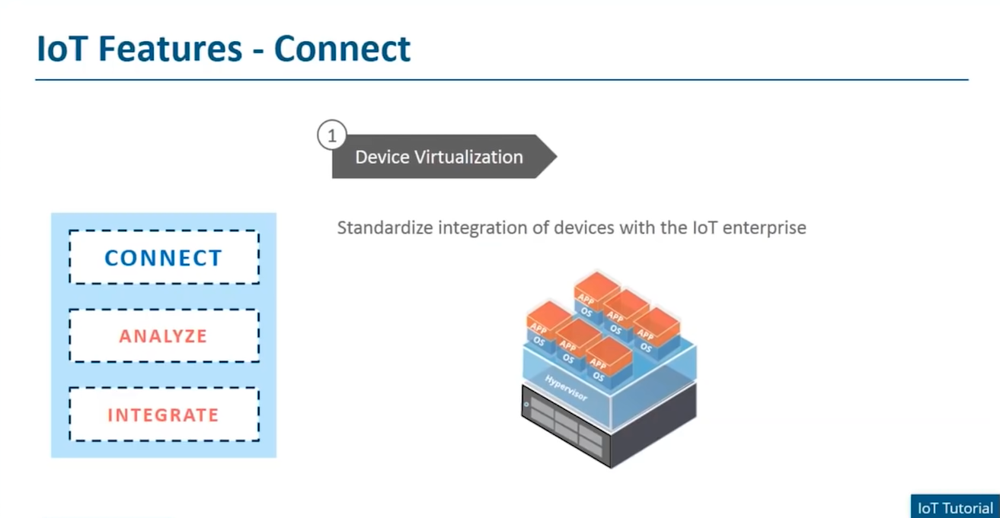 IoT Features - Connect
1
Device Virtualization
Standardize integration of devices with the IoT enterprise
CONNECT
ANALYZE
INTEGRATE
APP
OS
APP
OS
APP
OS
APP
OS
APP
OS
APP
OS
Hypervisor
IoT Tutorial